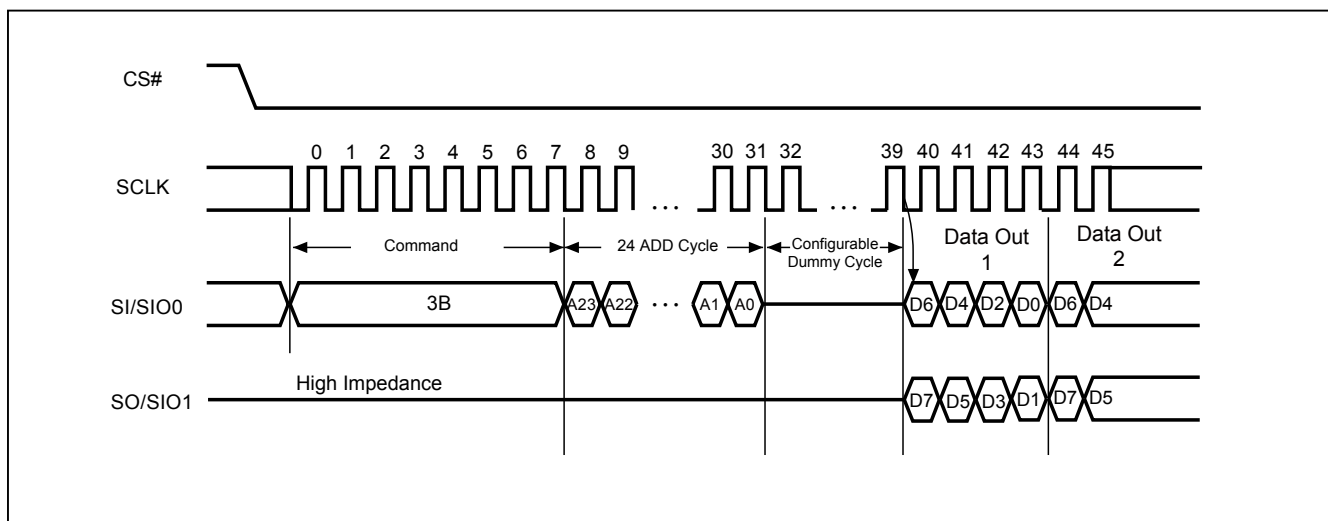 CS#
0 1 2 3 4 5 6 7 8 9 30 31 32 39 40 41 42 43 44 45
SCLK
... ...
Command
24 ADD Cycle
Configurable
Dummy Cycle
Data Out
1
Data Out
2
SI/SIO0
3B
A23 A22 ... A1 A0
D6 D4 D2 D0 D6 D4
High Impedance
SO/SIO1
D7 D5 D3 D1 D7 D5